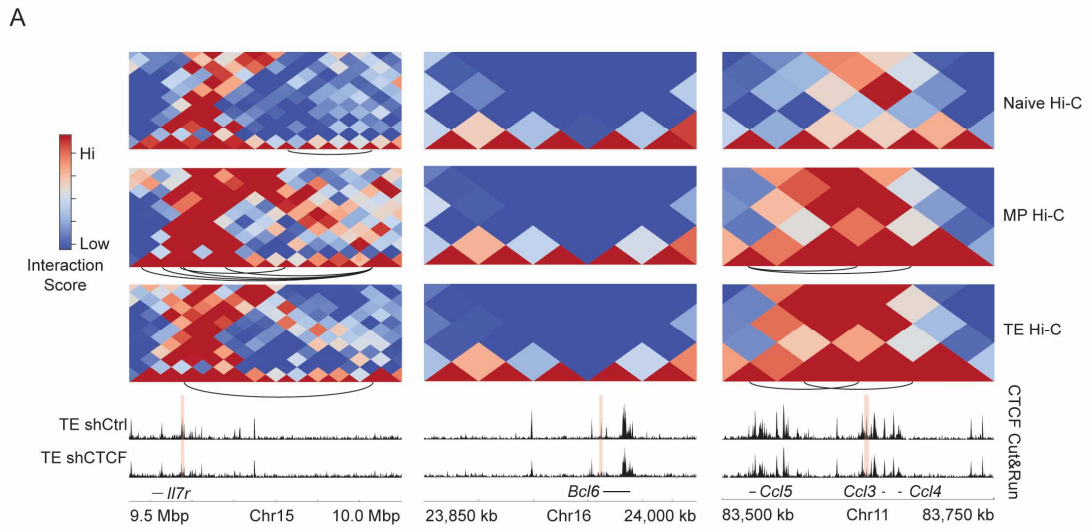 A
Hi
Low
Interaction
Score
Naive Hi-C
MP Hi-C
TE Hi-C
CTCF Cut&Run
TE shCtrl
TE shCTCF
Il7r
Bcl6
Ccl5 Ccl3 Ccl4
9.5 Mbp Chr15 10.0 Mbp
23,850 kb Chr16 24,000 kb
83,500 kb Chr11 83,750 kb